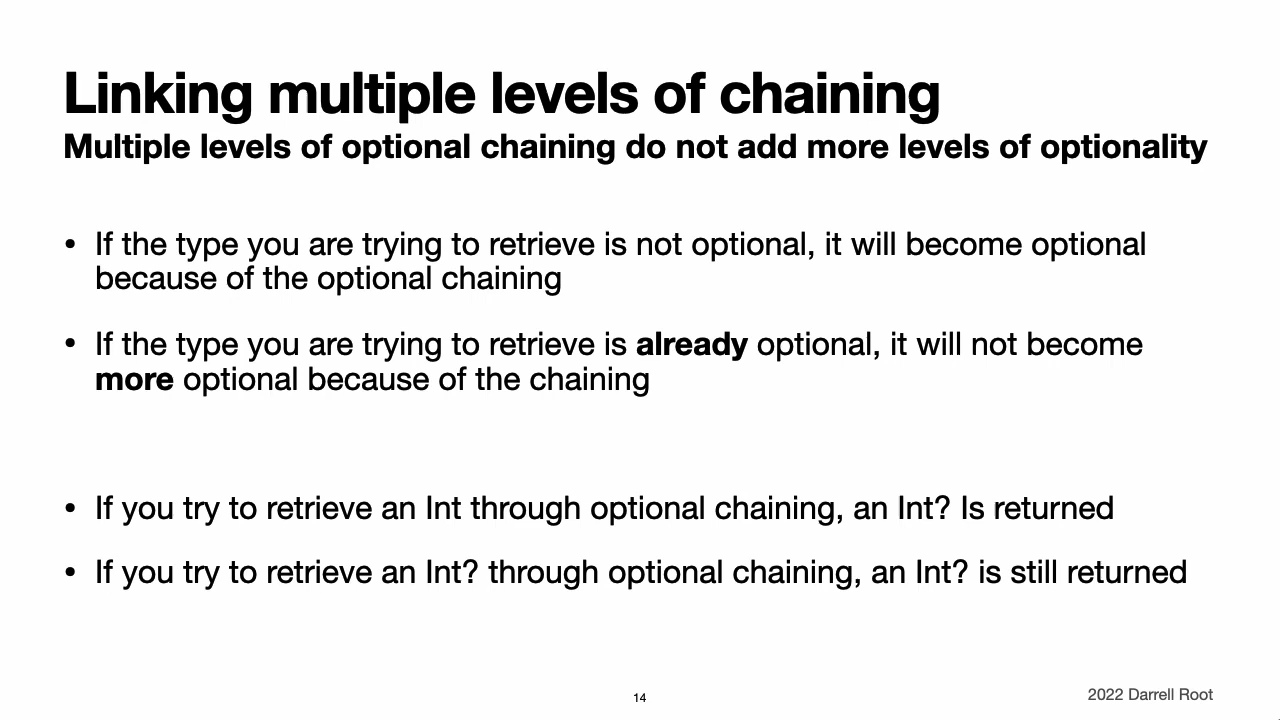 Linking multiple levels of chaining
Multiple levels of optional chaining do not add more levels of optionality
• If the type you are trying to retrieve is not optional, it will become optional
because of the optional chaining
• If the type you are trying to retrieve is already optional, it will not become
more optional because of the chaining
• If you try to retrieve an Int through optional chaining, an Int? Is returned
• If you try to retrieve an Int? through optional chaining, an Int? is still returned
14
2022 Darrell Root